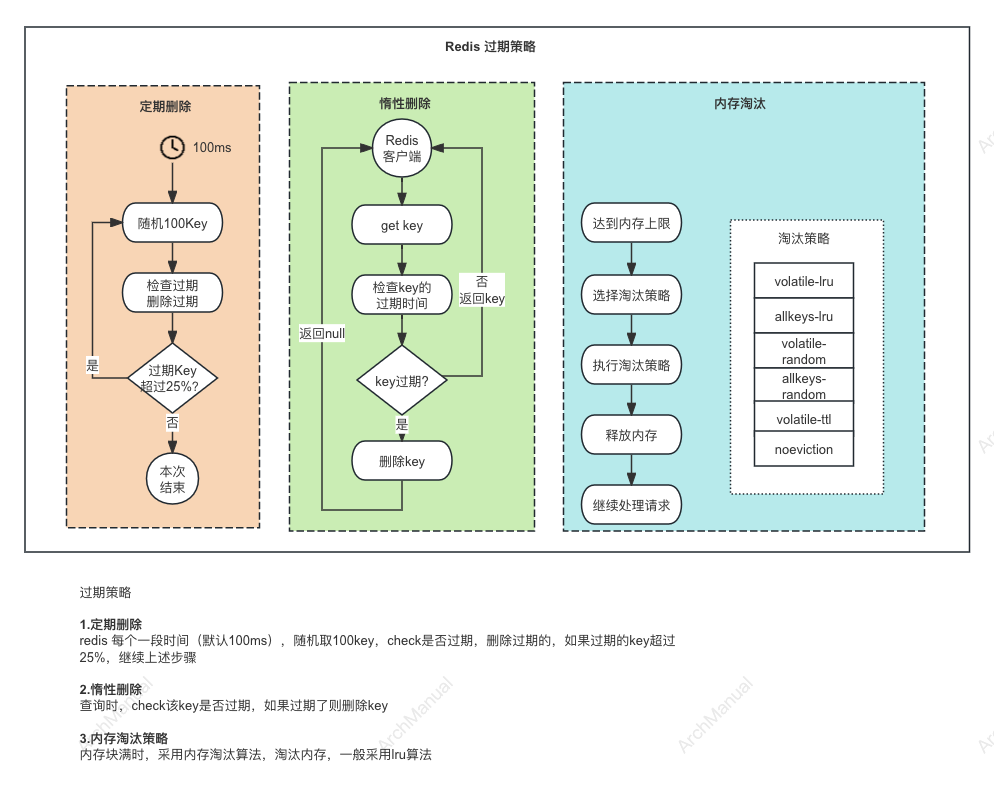 Redis 过期策略
定期删除
100ms
随机100Key
检查过期
删除过期
过期Key
超过25%?
是
否
本次
结束
惰性删除
Redis
客户端
get key
检查key的
过期时间
否
返回key
返回null
key过期?
是
删除key
内存淘汰
达到内存上限
选择淘汰策略
执行淘汰策略
释放内存
继续处理请求
淘汰策略
volatile-lru
allkeys-lru
volatile-
random
allkeys-
random
volatile-ttl
noeviction
过期策略
1.定期删除
redis 每个一段时间（默认100ms），随机取100key，check是否过期，删除过期的，如果过期的key超过
25%，继续上述步骤
2.惰性删除
查询时，check该key是否过期，如果过期了则删除key
3.内存淘汰策略
内存块满时，采用内存淘汰算法，淘汰内存，一般采用lru算法
ArchManual
ArchManual
ArchManual